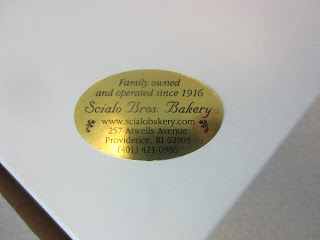 Family owned
and operated since 1916
Scialo Bros. Bakery
www.scialobakery.com
257 Atwells Avenue
Providence, RI 02903
(401) 421-0986